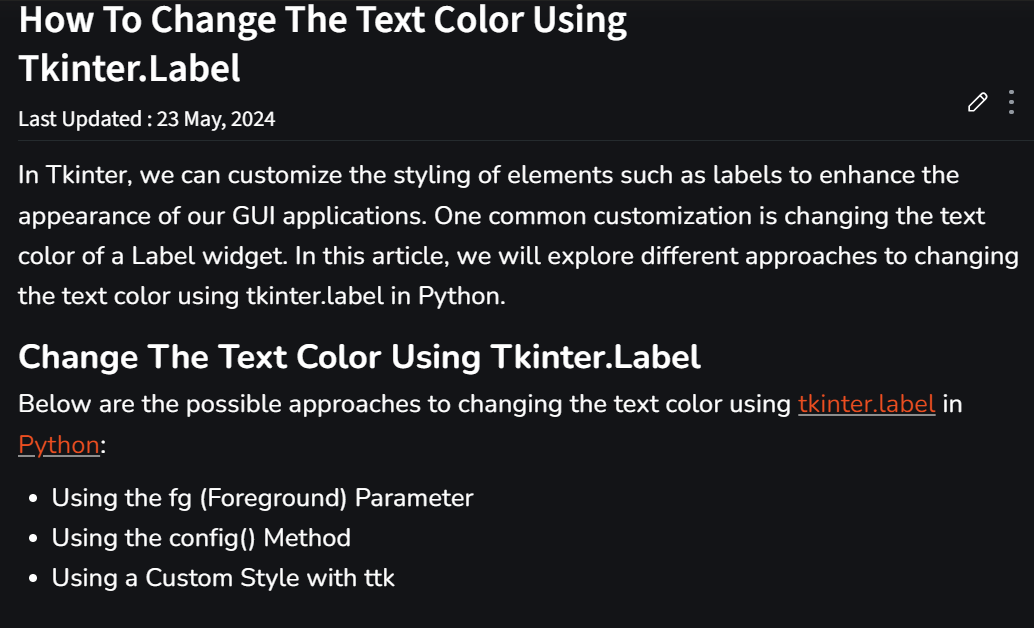 How To Change The Text Color Using
Tkinter.Label
Last Updated : 23 May, 2024
In Tkinter, we can customize the styling of elements such as labels to enhance the
appearance of our GUI applications. One common customization is changing the text
color of a Label widget. In this article, we will explore different approaches to changing
the text color using tkinter.label in Python.
Change The Text Color Using Tkinter.Label
Below are the possible approaches to changing the text color using tkinter.label in
Python:
• Using the fg (Foreground) Parameter
• Using the config() Method
• Using a Custom Style with ttk